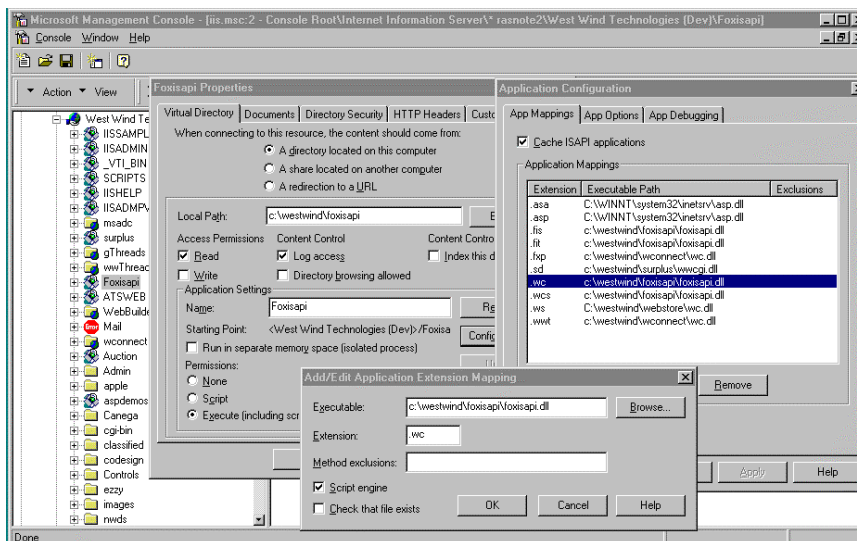 Microsoft Management Console - [iis.msc:2 - Console Root\Internet Information Server\* rasnote2\West Wind Technologies (Dev)\Foxisapi]
Console Window Help
Action View
West Wind Te
IISSAMPL
IISADMIN
_VTI_BIN
SCRIPTS
IISHELP
IISADMPV
msadc
surplus
gThreads
wwThread
Foxisapi
ATSWEB
WebBuilde
Error Mail
wconnect
Auction
Admin
apple
aspdemos
Canega
cgi-bin
classified
codesign
Controls
ezzy
images
nwds
Done
Foxisapi Properties
Virtual Directory Documents Directory Security HTTP Headers Custo
When connecting to this resource, the content should come from:
A directory located on this computer
A share located on another computer
A redirection to a URL
Local Path: c:\westwind\foxisapi
Access Permissions Content Control Content Contro
Read Log access Index this d
Write Directory browsing allowed
Application Settings
Name: Foxisapi Re
Starting Point: <West Wind Technologies (Dev)>/Foxisa Config
Run in separate memory space (isolated process)
Permissions:
None
Script
Execute (including scr
Application Configuration
App Mappings App Options App Debugging
Cache ISAPI applications
Application Mappings
Extension Executable Path Exclusions
.asa C:\WINNT\system32\inetsrv\asp.dll
.asp C:\WINNT\system32\inetsrv\asp.dll
.fis c:\westwind\foxisapi\foxisapi.dll
.fit c:\westwind\foxisapi\foxisapi.dll
.fxp c:\westwind\wconnect\wc.dll
.sd c:\westwind\surplus\wwcgi.dll
.wc c:\westwind\foxisapi\foxisapi.dll
.wcs c:\westwind\foxisapi\foxisapi.dll
.ws c:\westwind\webstore\wc.dll
.wwt c:\westwind\wconnect\wc.dll
Remove
Apply Help
Add/Edit Application Extension Mapping
Executable: c:\westwind\foxisapi\foxisapi.dll Browse...
Extension: .wc
Method exclusions:
Script engine
Check that file exists
OK Cancel Help